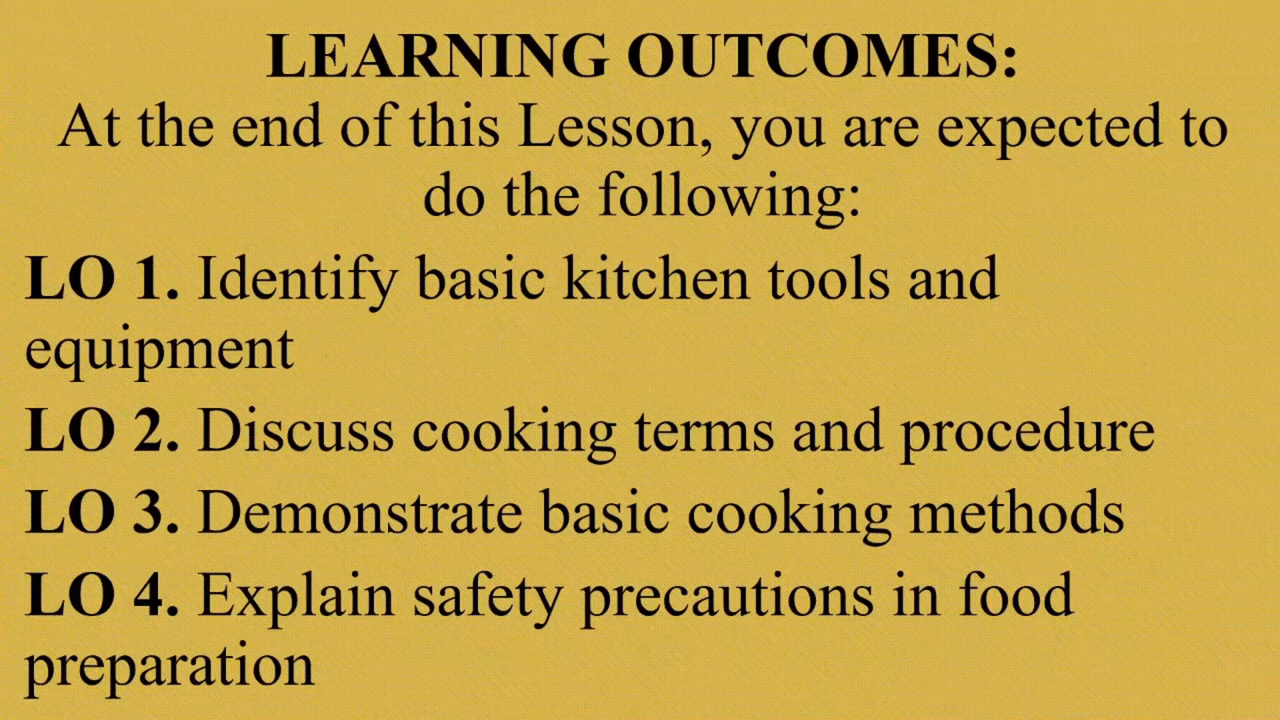 LEARNING OUTCOMES:
At the end of this Lesson, you are expected to
do the following:
LO 1. Identify basic kitchen tools and
equipment
LO 2. Discuss cooking terms and procedure
LO 3. Demonstrate basic cooking methods
LO 4. Explain safety precautions in food
preparation